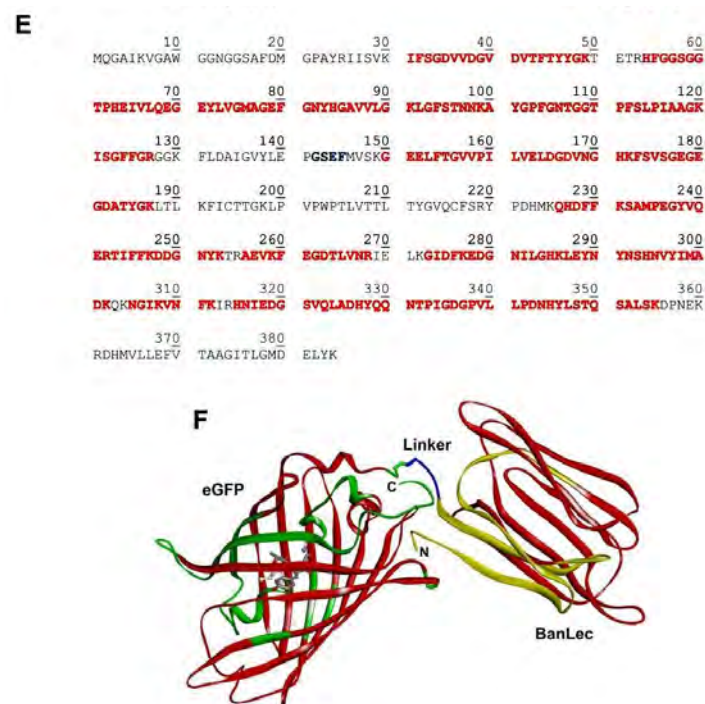 E
10 20 30 40 50 60
MQGAIKVGAW GGNGGSAFDM GPAYRIISVK IFSGDVVDGV DVTFTYYGKT ETRHFGGSGG
70 80 90 100 110 120
TPHEIVLQEG EYLVGMAGEF GNYHGAVVLG KLGFSTNNKA YGPFGNTGGT PFSLPIAAGK
130 140 150 160 170 180
ISGFFGRGGK FLDAIGVYLE PGSEFMVSKG EELFTGVVPI LVELDGDVNG HKFSVSGEGE
190 200 210 220 230 240
GDATYGKLTL KFICTTGKLP VPWPTLVTTL TYGVQCFSRY PDHMKQHDFF KSAMPEGYVQ
250 260 270 280 290 300
ERTIFFKDDG NYKTRAEVKF EGDTLVNRIE LKGIDFKEDG NILGHKLEYN YNSHNVYIMA
310 320 330 340 350 360
DKQKNGIKVN FKIRHNIEDG SVQLADHYQQ NTPIGDGPVL LPDNHYLSTQ SALSKDPNEK
370 380
RDHMVLLEFV TAAGITLGMD ELYK
F
Linker
eGFP
C
N
BanLec